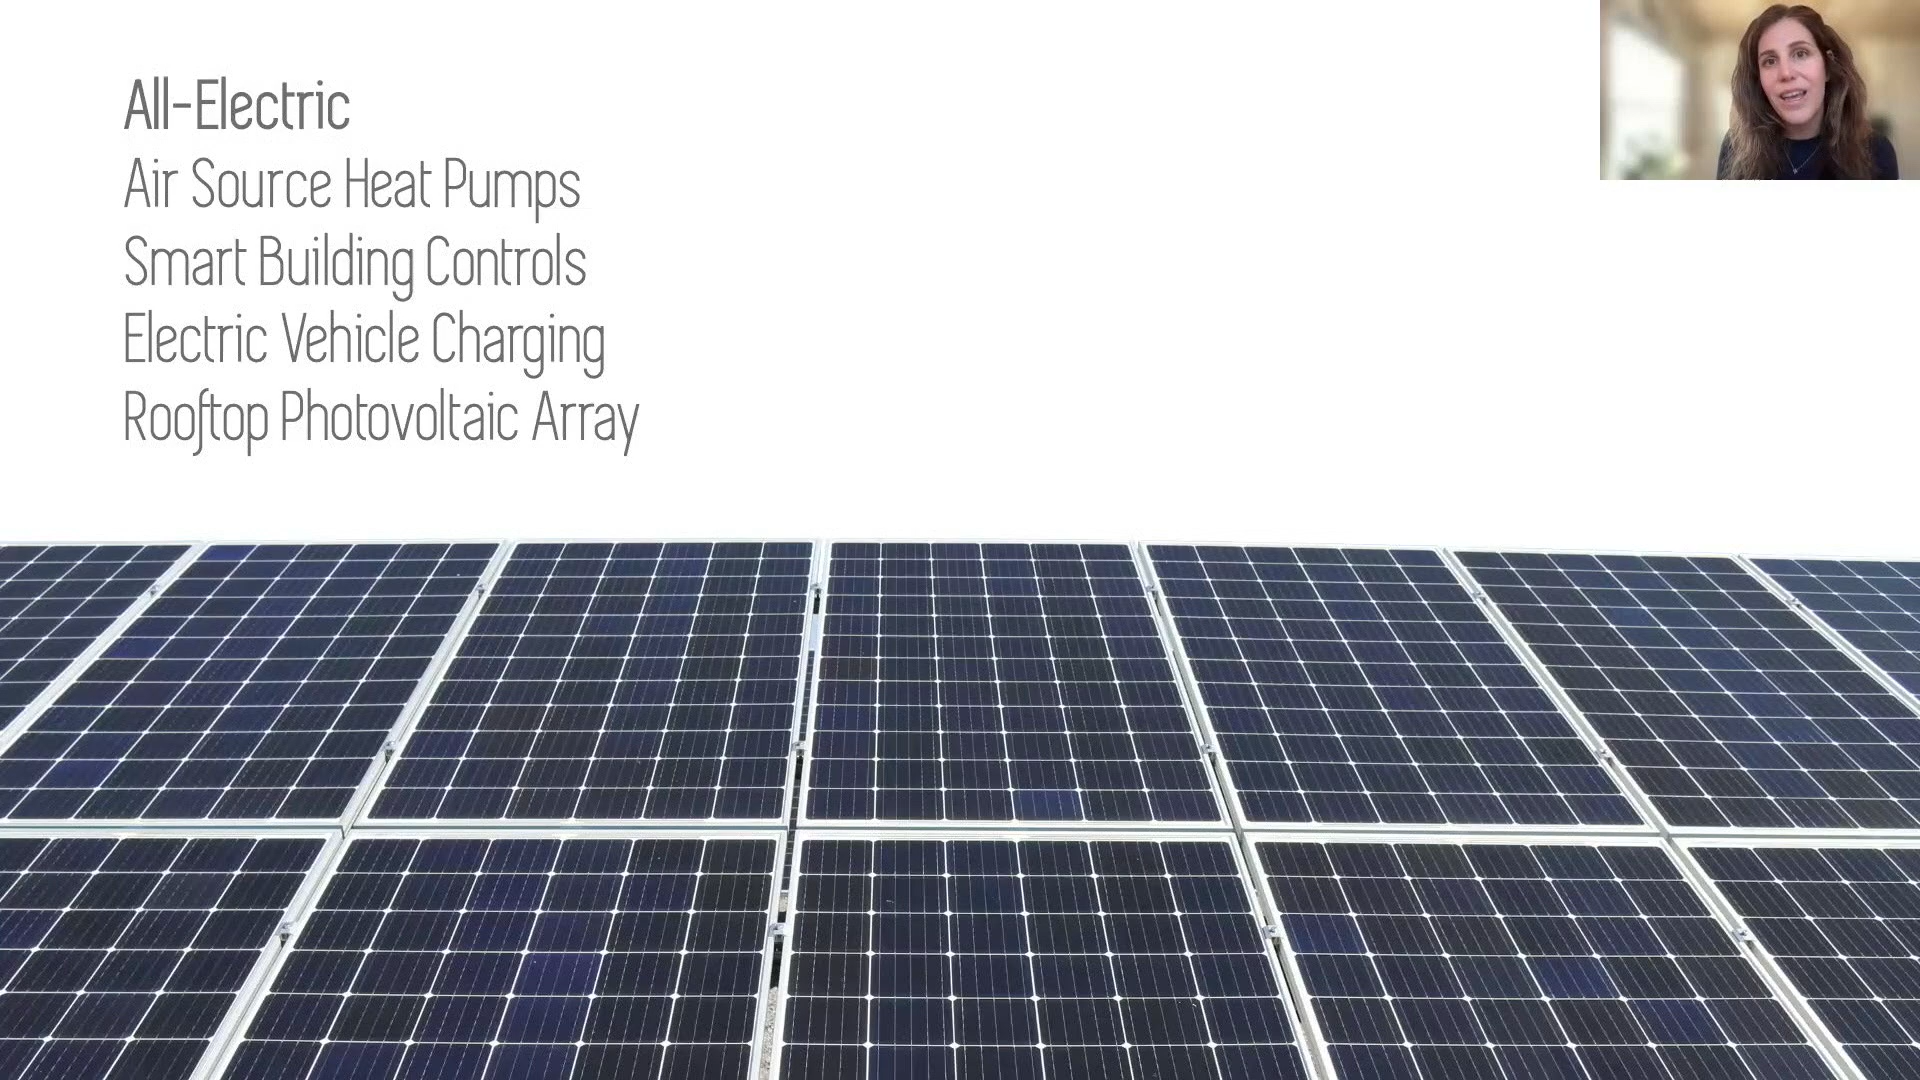 All-Electric
Air Source Heat Pumps
Smart Building Controls
Electric Vehicle Charging
Rooftop Photovoltaic Array